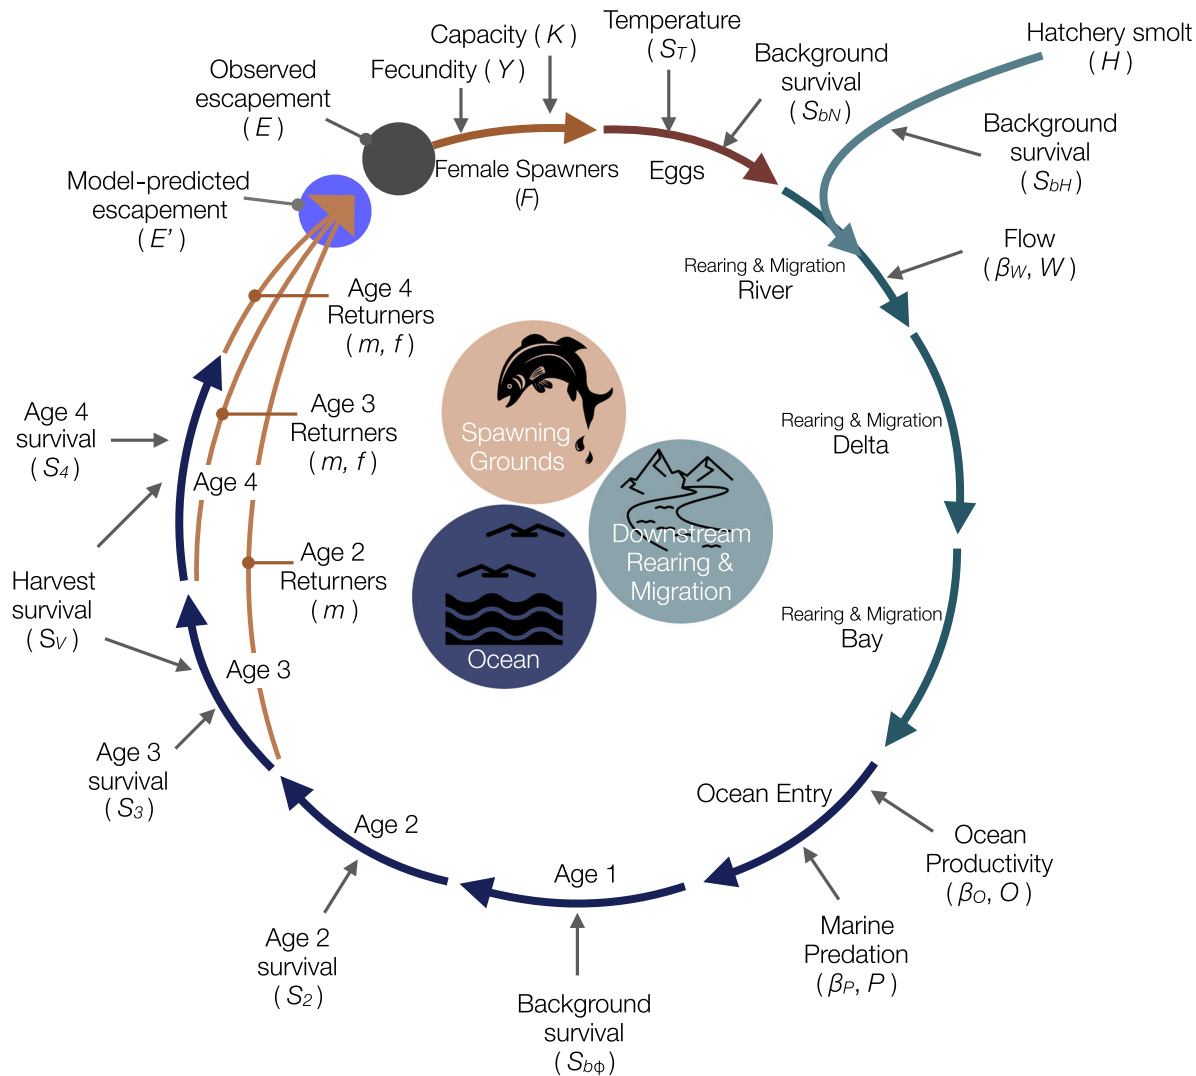 Capacity ( K )
Fecundity ( Y )
Observed
escapement
( E )
Model-predicted
escapement
( E’ )
Temperature
( S_T )
Background
survival
( S_bN )
Hatchery smolt
( H )
Background
survival
( S_bH )
Female Spawners
(F)
Eggs
Flow
( β_W, W )
Rearing & Migration
River
Rearing & Migration
Delta
Rearing & Migration
Bay
Ocean Entry
Ocean
Productivity
( β_O, O )
Marine
Predation
( β_P, P )
Age 1
Background
survival
( S_bϕ )
Age 2
Age 2
survival
( S_2 )
Age 3
Age 3
survival
( S_3 )
Harvest
survival
( S_V )
Age 4
Age 4
survival
( S_4 )
Age 4
Returners
( m, f )
Age 3
Returners
( m, f )
Age 2
Returners
( m )
Spawning
Grounds
Downstream
Rearing &
Migration
Ocean